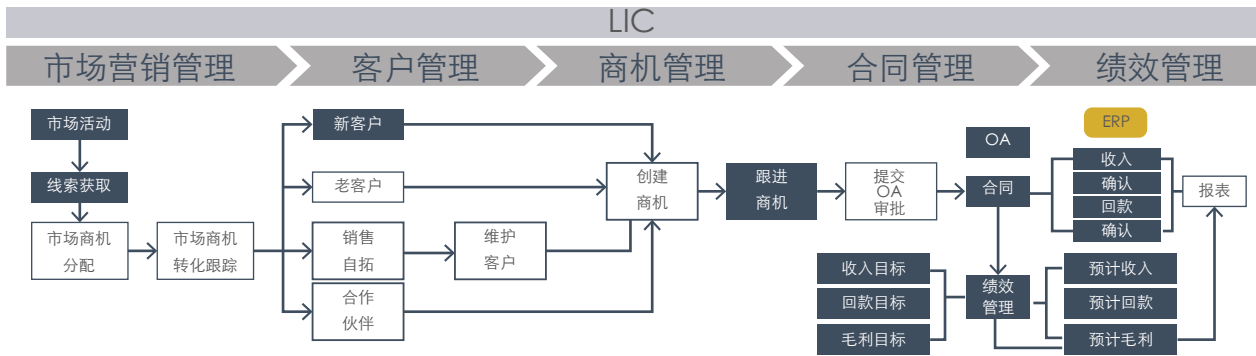 LIC
市场营销管理
客户管理
商机管理
合同管理
绩效管理
市场活动
线索获取
市场商机
分配
市场商机
转化跟踪
新客户
老客户
销售
自拓
合作
伙伴
维护
客户
创建
商机
跟进
商机
提交
OA
审批
OA
合同
ERP
收入
确认
回款
确认
报表
收入目标
回款目标
毛利目标
绩效
管理
预计收入
预计回款
预计毛利